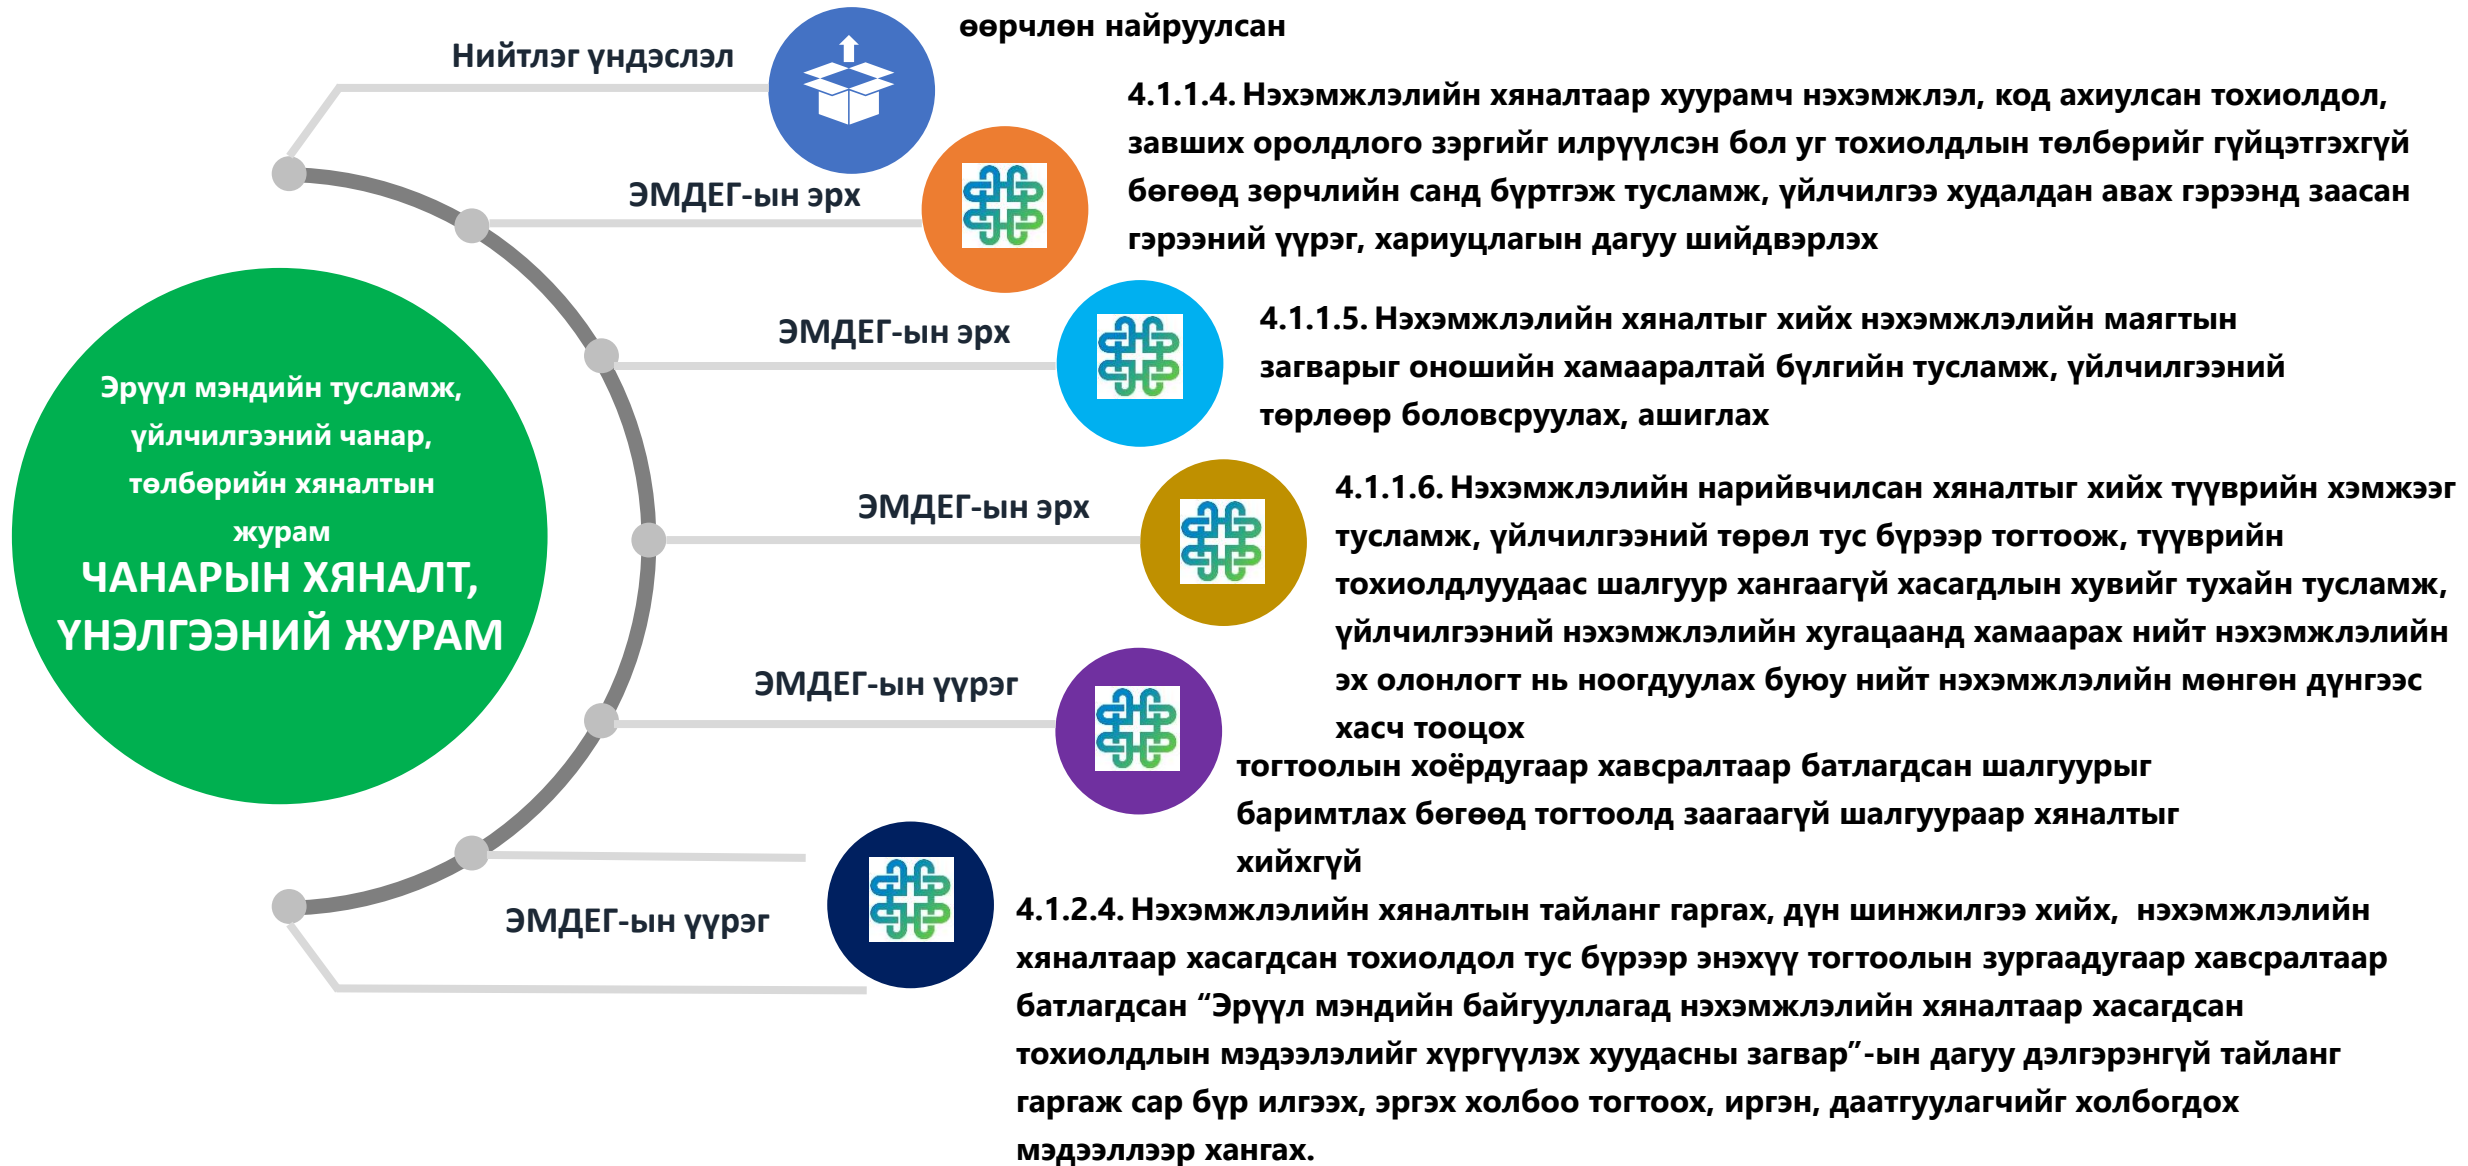 өөрчлөн найруулсан
Нийтлэг үндэслэл
4.1.1.4. Нэхэмжлэлийн хяналтаар хуурамч нэхэмжлэл, код ахиулсан тохиолдол,
завших оролдлого зэргийг илрүүлсэн бол уг тохиолдлын төлбөрийг гүйцэтгэхгүй
бөгөөд зөрчлийн санд бүртгэж тусламж, үйлчилгээ худалдан авах гэрээнд заасан
гэрээний үүрэг, хариуцлагын дагуу шийдвэрлэх
ЭМДЕГ-ын эрх
4.1.1.5. Нэхэмжлэлийн хяналтыг хийх нэхэмжлэлийн маягтын
загварыг оношийн хамааралтай бүлгийн тусламж, үйлчилгээний
төрлөөр боловсруулах, ашиглах
ЭМДЕГ-ын эрх
Эрүүл мэндийн тусламж,
үйлчилгээний чанар,
төлбөрийн хяналтын
журам
ЧАНАРЫН ХЯНАЛТ,
ҮНЭЛГЭЭНИЙ ЖУРАМ
ЭМДЕГ-ын эрх
4.1.1.6. Нэхэмжлэлийн нарийвчилсан хяналтыг хийх түүврийн хэмжээг
тусламж, үйлчилгээний төрөл тус бүрээр тогтоож, түүврийн
тохиолдлуудаас шалгуур хангаагүй хасагдлын хувийг тухайн тусламж,
үйлчилгээний нэхэмжлэлийн хугацаанд хамаарах нийт нэхэмжлэлийн
эх олонлогт нь ноогдуулах буюу нийт нэхэмжлэлийн мөнгөн дүнгээс
хасч тооцох
ЭМДЕГ-ын үүрэг
тогтоолын хоёрдугаар хавсралтаар батлагдсан шалгуурыг
баримтлах бөгөөд тогтоолд заагаагүй шалгуураар хяналтыг
хийхгүй
ЭМДЕГ-ын үүрэг
4.1.2.4. Нэхэмжлэлийн хяналтын тайланг гаргах, дүн шинжилгээ хийх, нэхэмжлэлийн
хяналтаар хасагдсан тохиолдол тус бүрээр энэхүү тогтоолын зургаадугаар хавсралтаар
батлагдсан “Эрүүл мэндийн байгууллагад нэхэмжлэлийн хяналтаар хасагдсан
тохиолдлын мэдээлэлийг хүргүүлэх хуудасны загвар”-ын дагуу дэлгэрэнгүй тайланг
гаргаж сар бүр илгээх, эргэх холбоо тогтоох, иргэн, даатгуулагчийг холбогдох
мэдээллээр хангах.